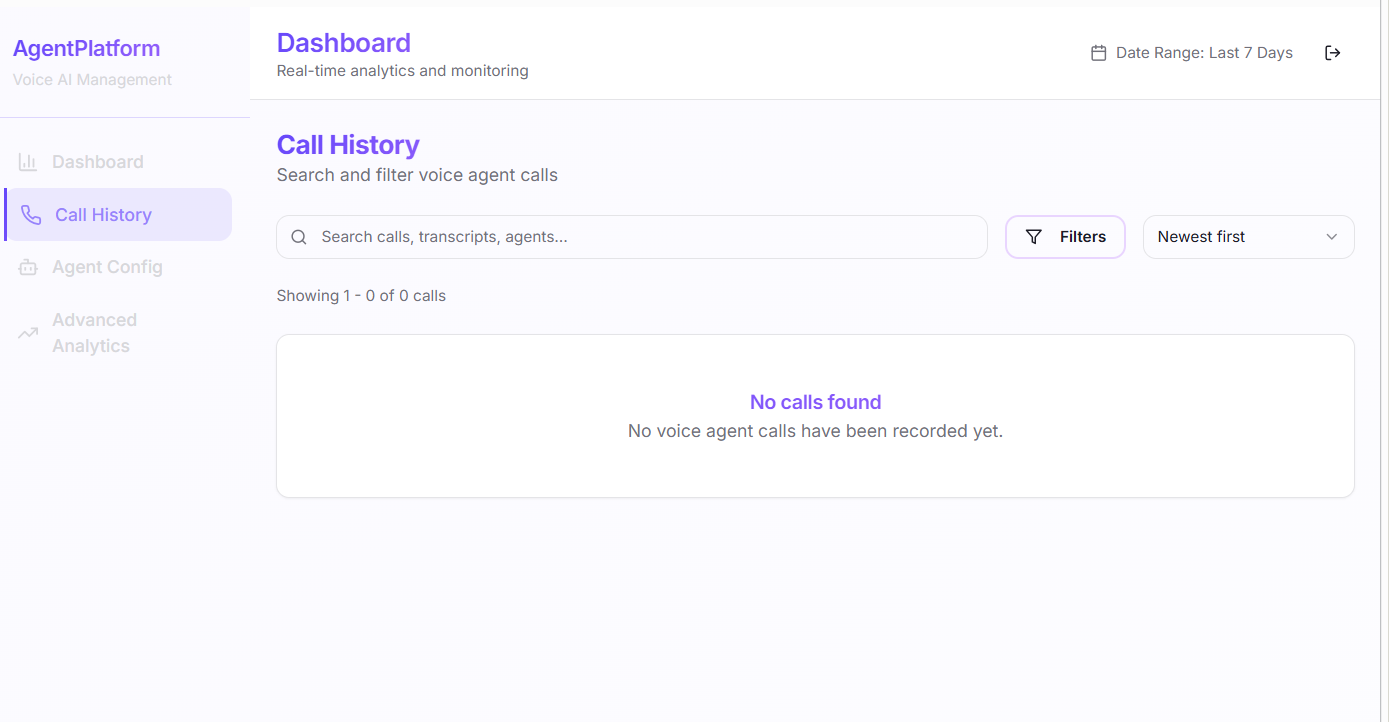 AgentPlatform
Voice AI Management
Dashboard
Call History
Agent Config
Advanced
Analytics
Dashboard
Real-time analytics and monitoring
Date Range: Last 7 Days
Call History
Search and filter voice agent calls
Search calls, transcripts, agents...
Filters
Newest first
Showing 1 - 0 of 0 calls
No calls found
No voice agent calls have been recorded yet.